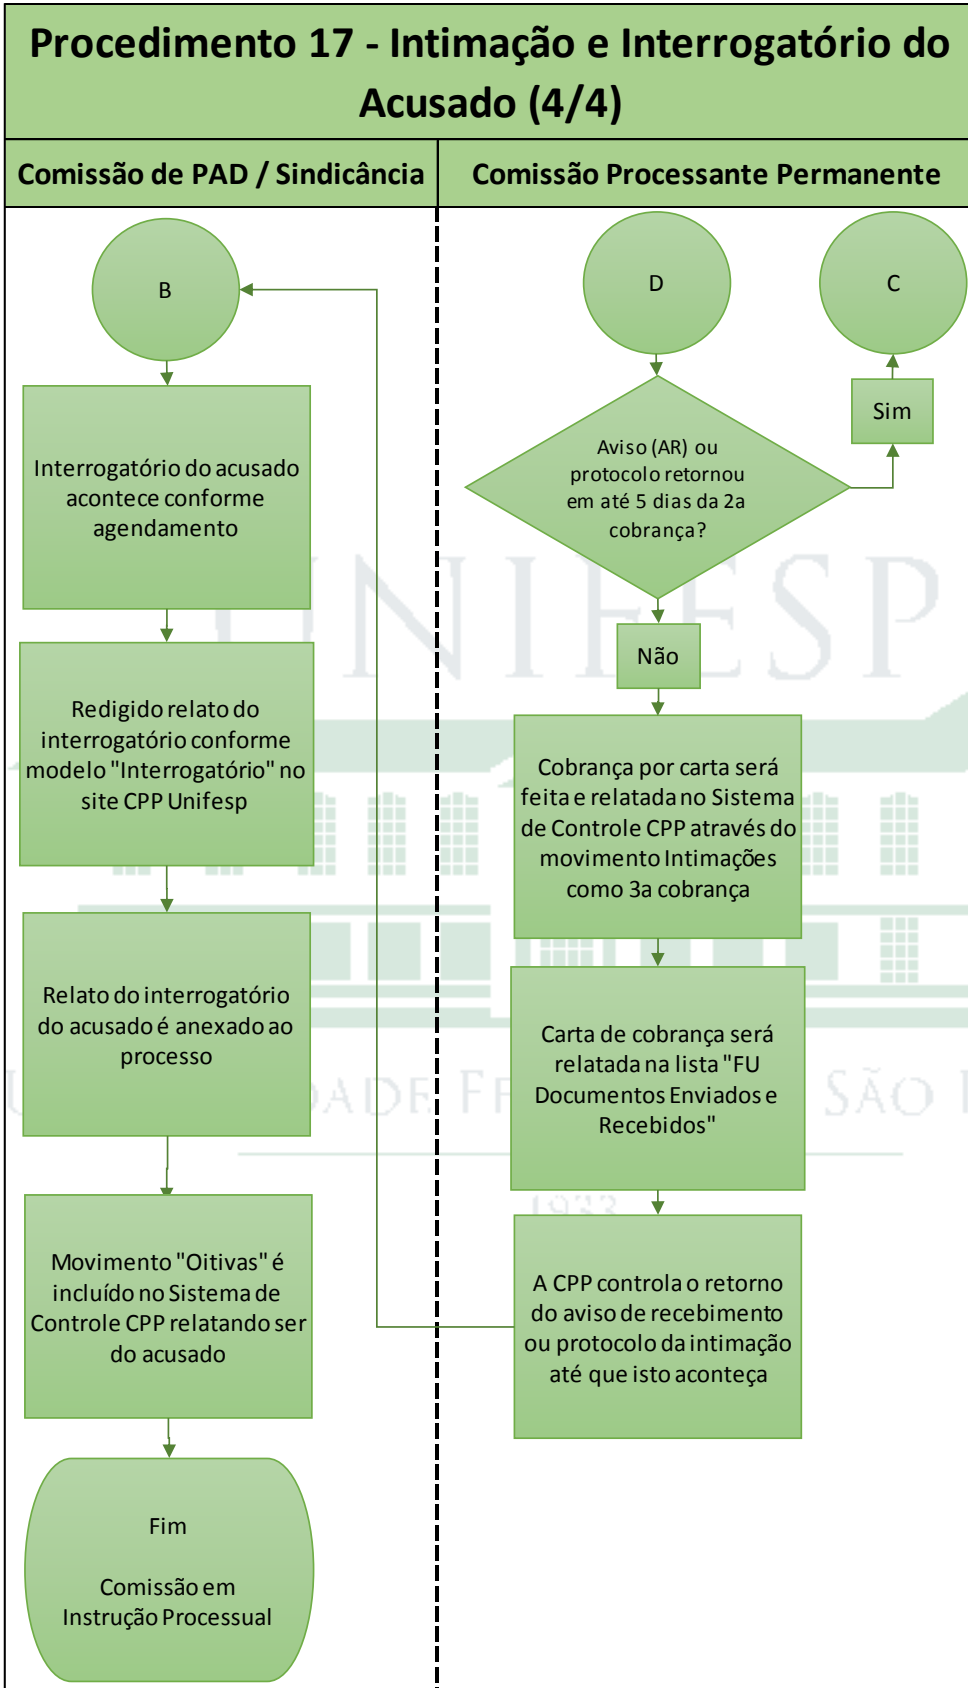 Procedimento 17 - Intimação e Interrogatório do
Acusado (4/4)
Comissão de PAD / Sindicância
Comissão Processante Permanente
B
Interrogatório do acusado
acontece conforme
agendamento
Redigido relato do
interrogatório conforme
modelo "Interrogatório" no
site CPP Unifesp
Relato do interrogatório
do acusado é anexado ao
processo
Movimento "Oitivas" é
incluído no Sistema de
Controle CPP relatando ser
do acusado
Fim
Comissão em
Instrução Processual
D
C
Aviso (AR) ou
protocolo retornou
em até 5 dias da 2a
cobrança?
Sim
Não
Cobrança por carta será
feita e relatada no Sistema
de Controle CPP através do
movimento Intimações
como 3a cobrança
Carta de cobrança será
relatada na lista "FU
Documentos Enviados e
Recebidos"
A CPP controla o retorno
do aviso de recebimento
ou protocolo da intimação
até que isto aconteça
UNIFESP
SÃO
1933